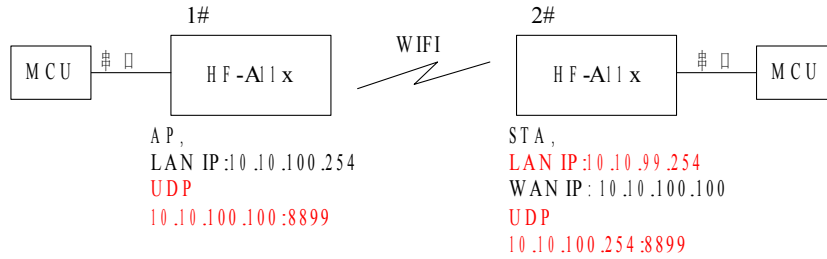 1#
2#
WIFI
MCU
串口
HF-A11x
HF-A11x
串口
MCU
AP,
LAN IP:10.10.100.254
UDP
10.10.100.100:8899
STA,
LAN IP:10.10.99.254
WAN IP: 10.10.100.100
UDP
10.10.100.254:8899